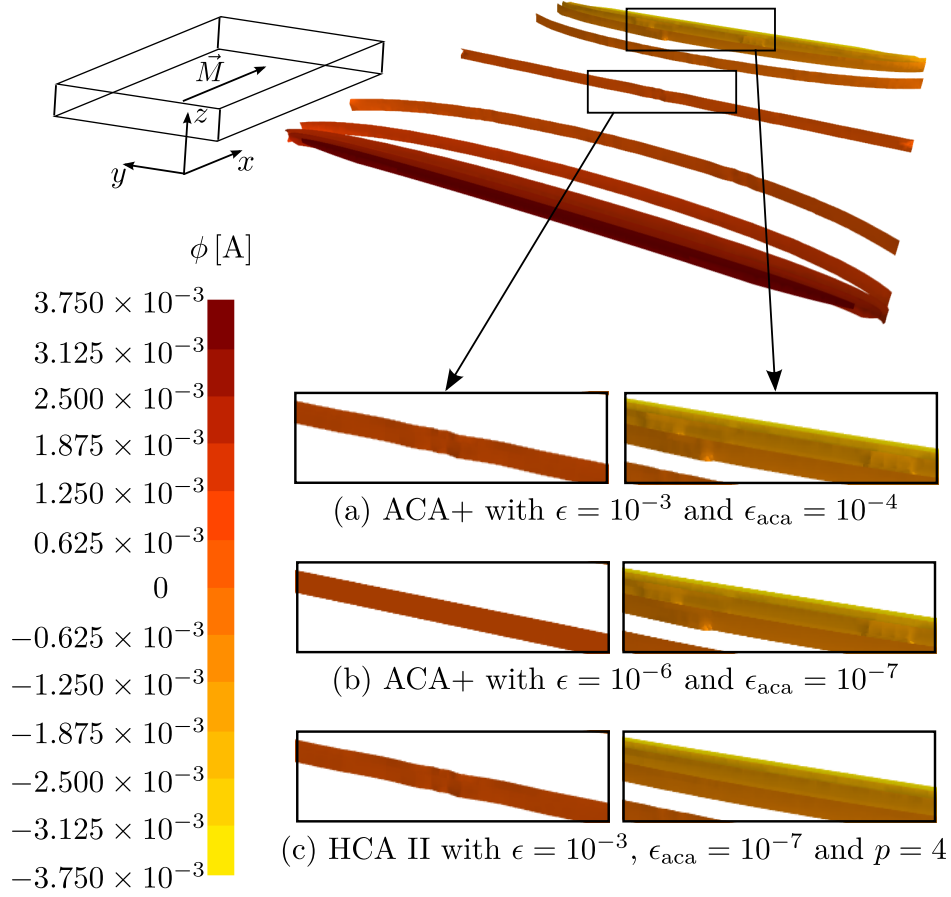 M⃗
z
y
x
ϕ [A]
3.750 × 10⁻³
3.125 × 10⁻³
2.500 × 10⁻³
1.875 × 10⁻³
1.250 × 10⁻³
0.625 × 10⁻³
0
−0.625 × 10⁻³
−1.250 × 10⁻³
−1.875 × 10⁻³
−2.500 × 10⁻³
−3.125 × 10⁻³
−3.750 × 10⁻³
(a) ACA+ with ϵ = 10⁻³ and ϵ_aca = 10⁻⁴
(b) ACA+ with ϵ = 10⁻⁶ and ϵ_aca = 10⁻⁷
(c) HCA II with ϵ = 10⁻³, ϵ_aca = 10⁻⁷ and p = 4